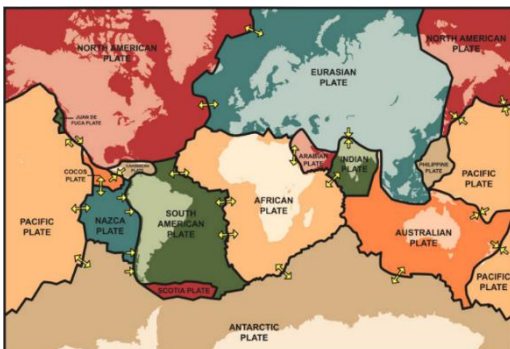 NORTH AMERICAN
PLATE
NORTH AMERICAN
PLATE
EURASIAN
PLATE
JUAN DE
FUCA PLATE
CARIBBEAN
PLATE
COCOS
PLATE
ARABIAN
PLATE
INDIAN
PLATE
PHILIPPINE
PLATE
PACIFIC
PLATE
PACIFIC
PLATE
NAZCA
PLATE
SOUTH
AMERICAN
PLATE
AFRICAN
PLATE
AUSTRALIAN
PLATE
PACIFIC
PLATE
SCOTIA PLATE
ANTARCTIC
PLATE